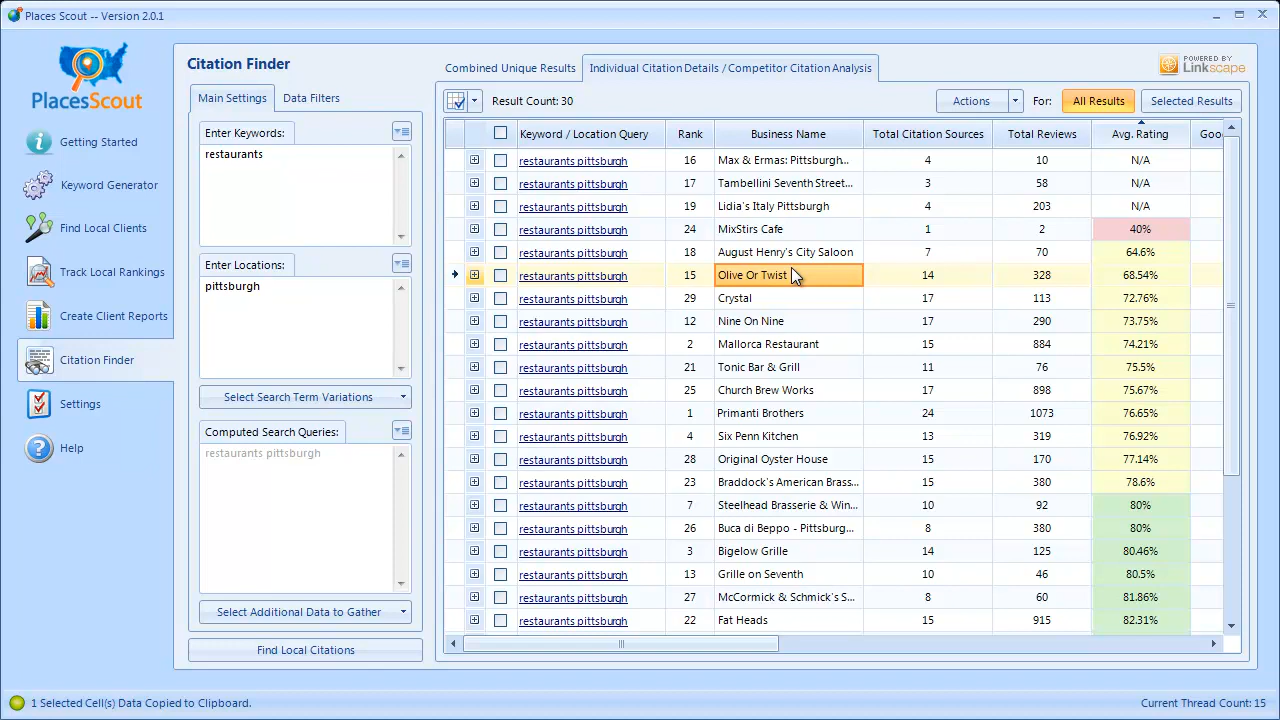 Places Scout - Version 2.0.1
PlacesScout
Getting Started
Keyword Generator
Find Local Clients
Track Local Rankings
Create Client Reports
Citation Finder
Settings
Help
Citation Finder
Main Settings
Data Filters
Enter Keywords:
restaurants
Enter Locations:
pittsburgh
Select Search Term Variations
Computed Search Queries:
restaurants pittsburgh
Select Additional Data to Gather
Find Local Citations
Combined Unique Results
Individual Citation Details / Competitor Citation Analysis
POWERED BY
Linkscape
Result Count: 30
Actions
For:
All Results
Selected Results
Keyword / Location Query Rank Business Name Total Citation Sources Total Reviews Avg. Rating Goo
restaurants pittsburgh 16 Max & Ermas: Pittsburgh... 4 10 N/A
restaurants pittsburgh 17 Tambellini Seventh Street... 3 58 N/A
restaurants pittsburgh 19 Lidia's Italy Pittsburgh 4 203 N/A
restaurants pittsburgh 24 MixStirs Cafe 1 2 40%
restaurants pittsburgh 18 August Henry's City Saloon 7 70 64.6%
restaurants pittsburgh 15 Olive Or Twist 14 328 68.54%
restaurants pittsburgh 29 Crystal 17 113 72.76%
restaurants pittsburgh 12 Nine On Nine 17 290 73.75%
restaurants pittsburgh 2 Mallorca Restaurant 15 884 74.21%
restaurants pittsburgh 21 Tonic Bar & Grill 11 76 75.5%
restaurants pittsburgh 25 Church Brew Works 17 898 75.67%
restaurants pittsburgh 1 Primanti Brothers 24 1073 76.65%
restaurants pittsburgh 4 Six Penn Kitchen 13 319 76.92%
restaurants pittsburgh 28 Original Oyster House 15 170 77.14%
restaurants pittsburgh 23 Braddock's American Brass... 15 380 78.6%
restaurants pittsburgh 7 Steelhead Brasserie & Win... 10 92 80%
restaurants pittsburgh 26 Buca di Beppo - Pittsburg... 8 380 80%
restaurants pittsburgh 3 Bigelow Grille 14 125 80.46%
restaurants pittsburgh 13 Grille on Seventh 10 46 80.5%
restaurants pittsburgh 27 McCormick & Schmick's S... 8 60 81.86%
restaurants pittsburgh 22 Fat Heads 15 915 82.31%
1 Selected Cell(s) Data Copied to Clipboard.
Current Thread Count: 15